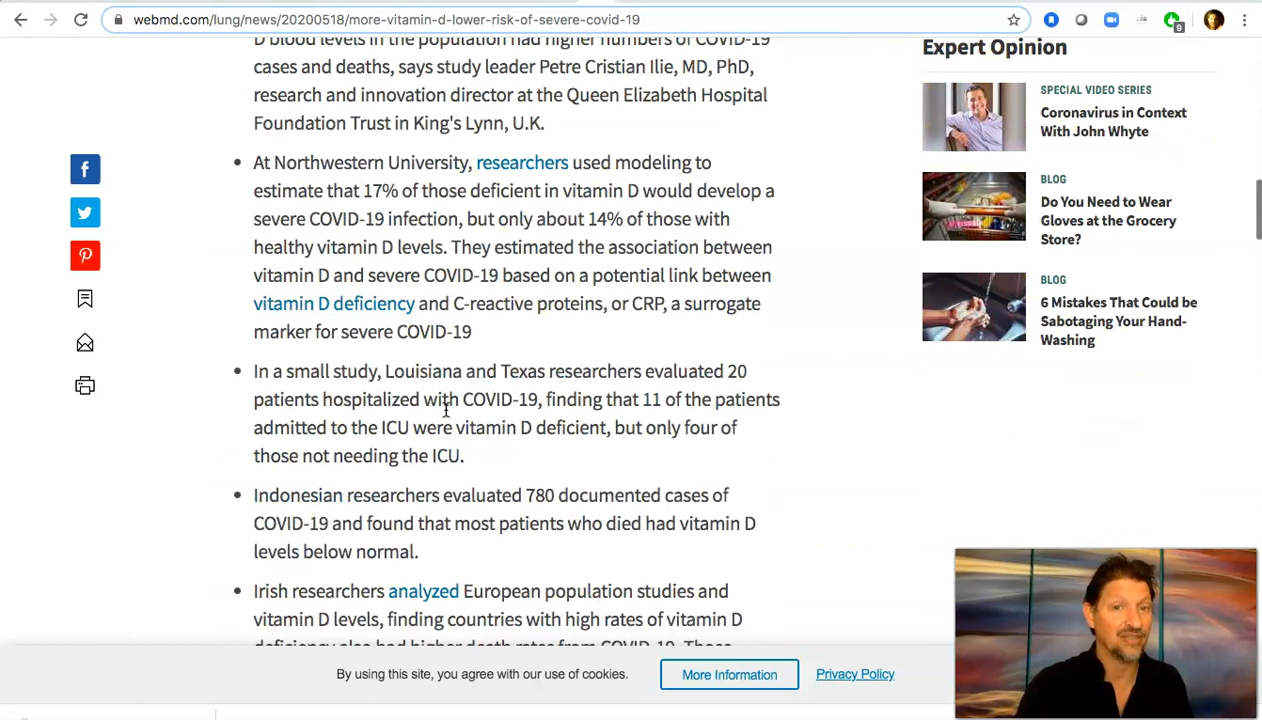 webmd.com/lung/news/20200518/more-vitamin-d-lower-risk-of-severe-covid-19
9
D blood levels in the population had higher numbers of COVID-19
cases and deaths, says study leader Petre Cristian Ilie, MD, PhD,
research and innovation director at the Queen Elizabeth Hospital
Foundation Trust in King's Lynn, U.K.
At Northwestern University, researchers used modeling to
estimate that 17% of those deficient in vitamin D would develop a
severe COVID-19 infection, but only about 14% of those with
healthy vitamin D levels. They estimated the association between
vitamin D and severe COVID-19 based on a potential link between
vitamin D deficiency and C-reactive proteins, or CRP, a surrogate
marker for severe COVID-19
In a small study, Louisiana and Texas researchers evaluated 20
patients hospitalized with COVID-19, finding that 11 of the patients
admitted to the ICU were vitamin D deficient, but only four of
those not needing the ICU.
Indonesian researchers evaluated 780 documented cases of
COVID-19 and found that most patients who died had vitamin D
levels below normal.
Irish researchers analyzed European population studies and
vitamin D levels, finding countries with high rates of vitamin D
deficiency also had higher death rates from COVID-19. Those
Expert Opinion
SPECIAL VIDEO SERIES
Coronavirus in Context
With John Whyte
BLOG
Do You Need to Wear
Gloves at the Grocery
Store?
BLOG
6 Mistakes That Could be
Sabotaging Your Hand-
Washing
By using this site, you agree with our use of cookies.
More Information
Privacy Policy